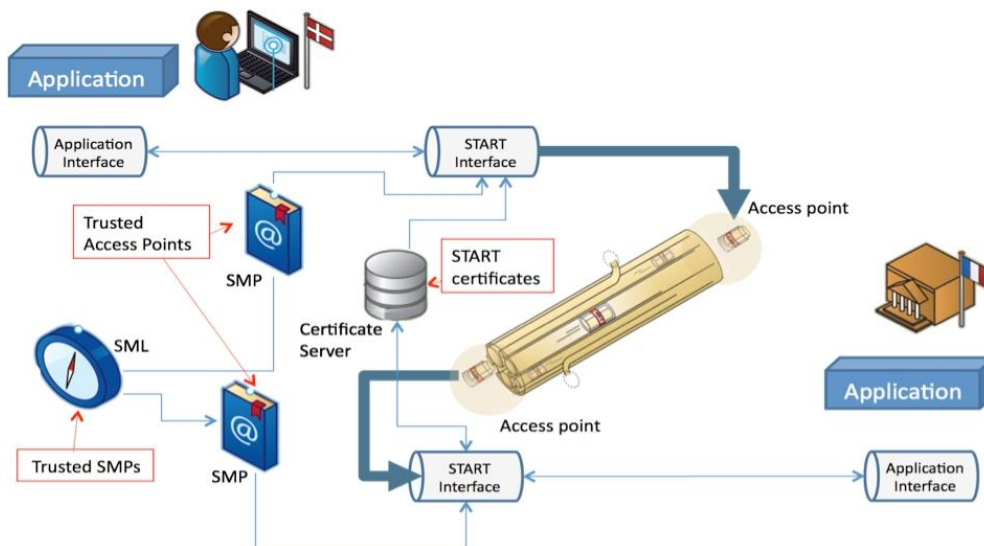 Application
Application
Interface
START
Interface
Access point
Trusted
Access Points
SMP
START
certificates
Certificate
Server
SML
Application
Access point
Trusted SMPs
SMP
START
Interface
Application
Interface